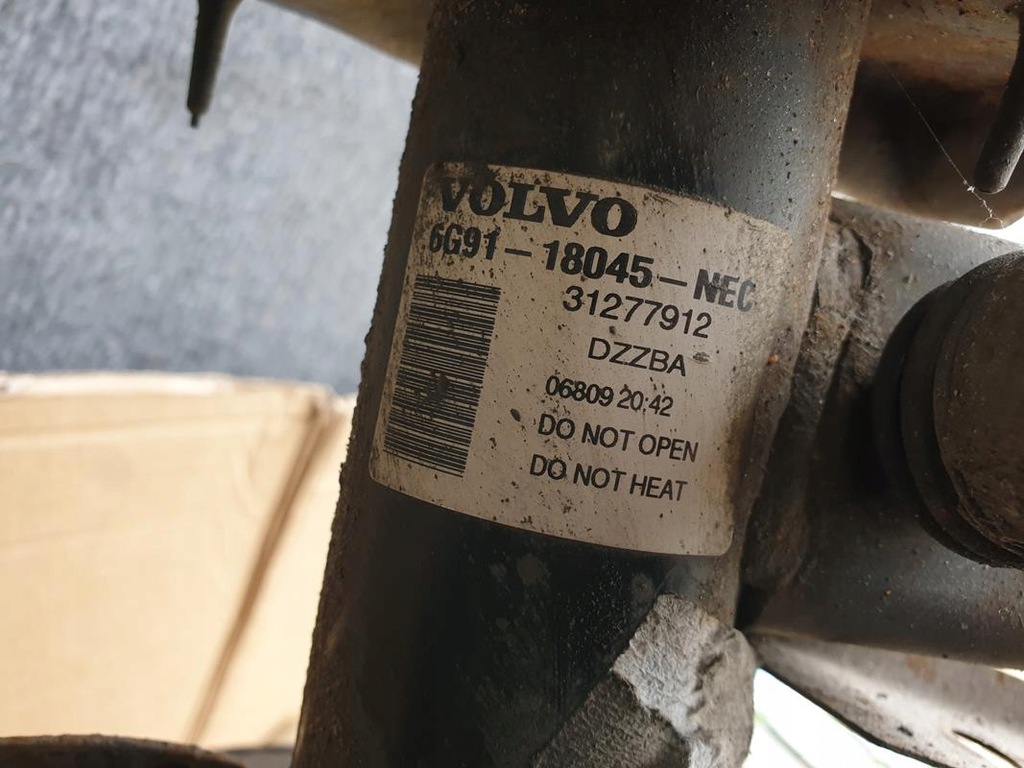 VOLVO
6G91-18045-NEC
31277912
DZZBA
06809 20:42
DO NOT OPEN
DO NOT HEAT